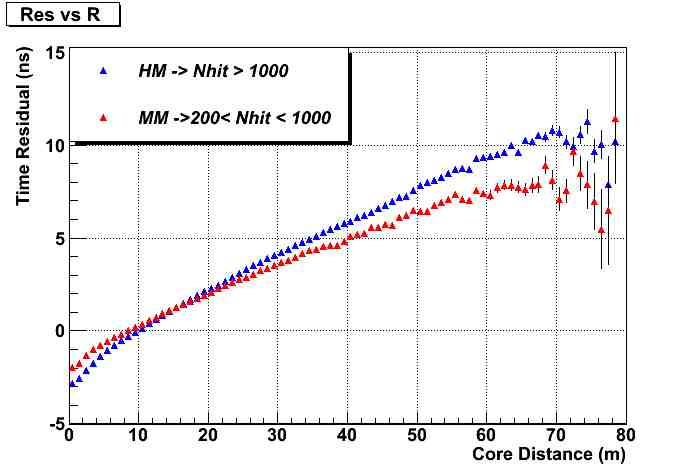 Res vs R
Time Residual (ns)
15
10
5
0
-5
HM -> Nhit > 1000
MM ->200< Nhit < 1000
0 10 20 30 40 50 60 70 80
Core Distance (m)